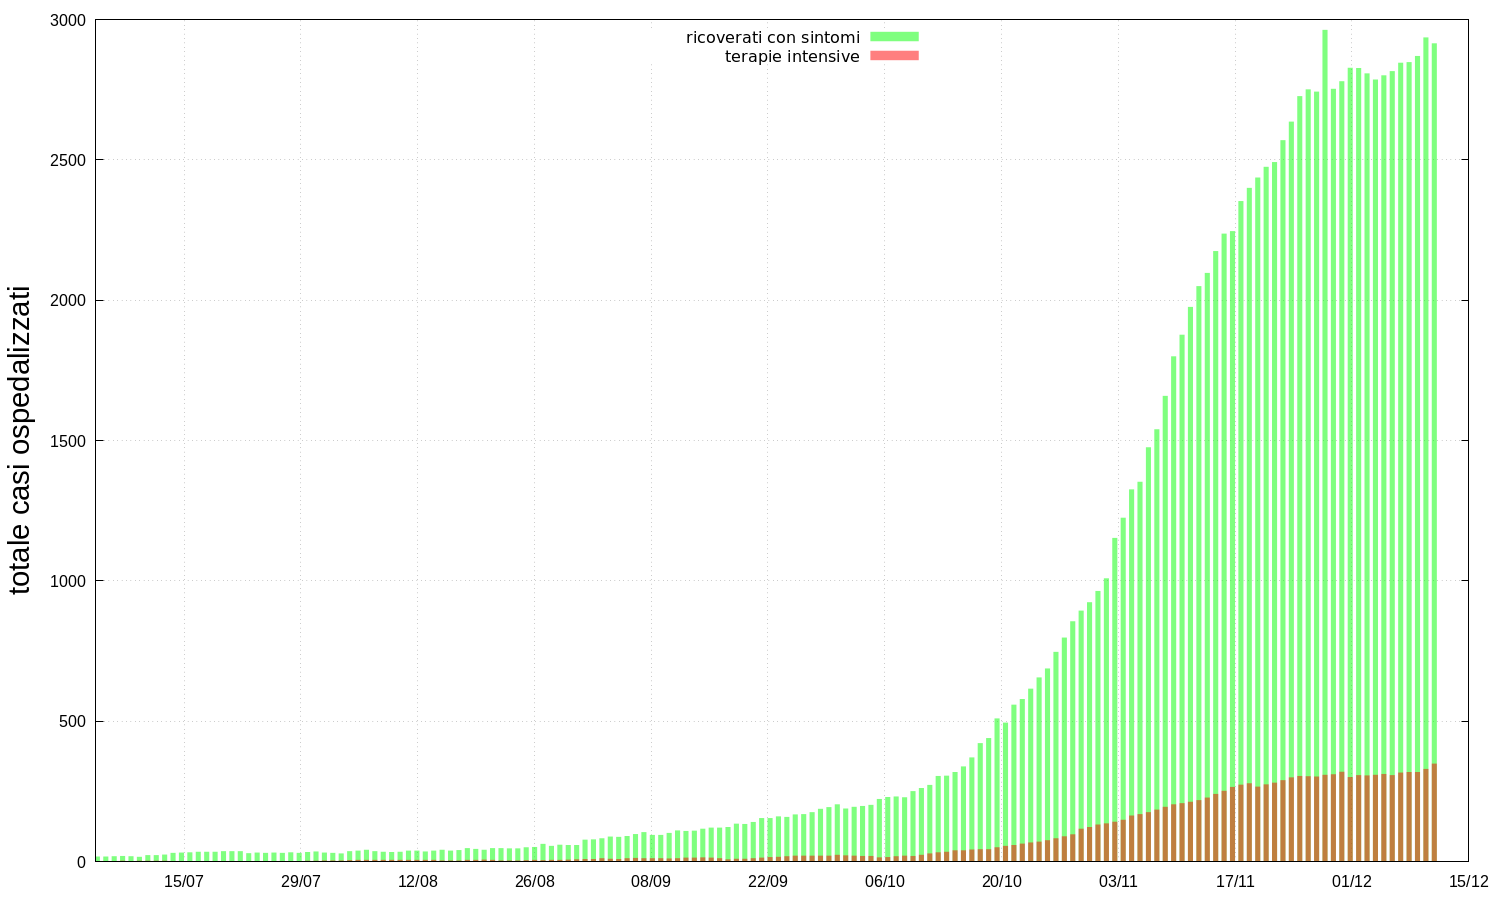 3000
2500
2000
1500
1000
500
0
totale casi ospedalizzati
ricoverati con sintomi
terapie intensive
15/07 29/07 12/08 26/08 08/09 22/09 06/10 20/10 03/11 17/11 01/12 15/12